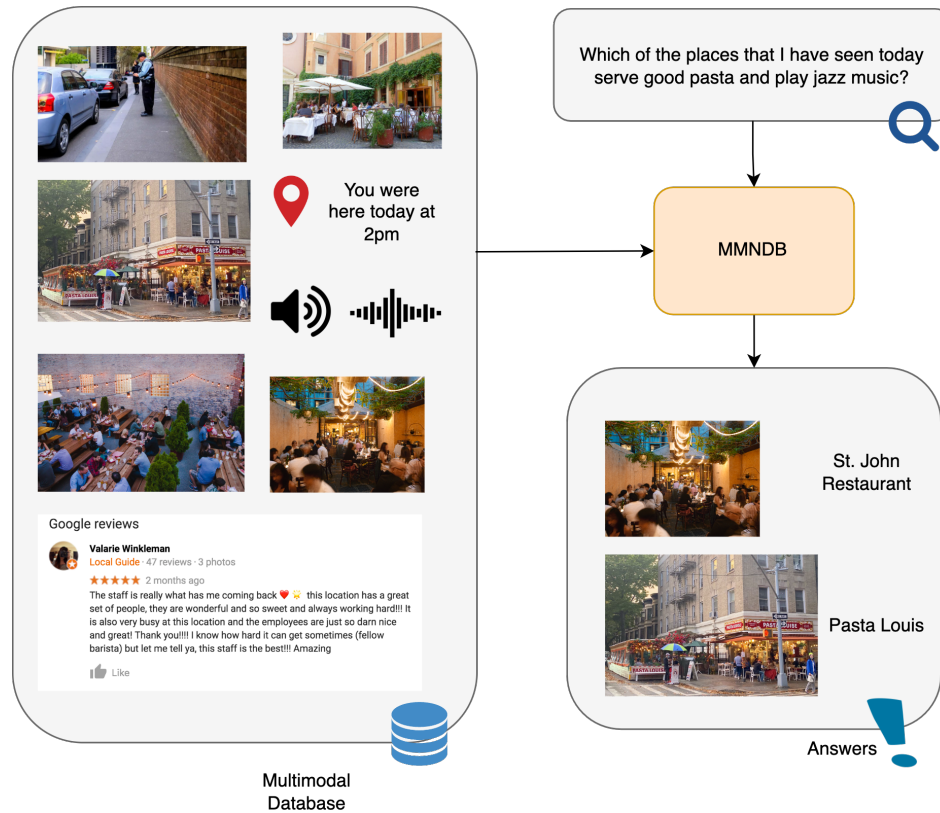 Which of the places that I have seen today
serve good pasta and play jazz music?
You were
here today at
2pm
MMNDB
PASTA LOUISE
PASTA LOUIS
Google reviews
Valarie Winkleman
Local Guide · 47 reviews · 3 photos
2 months ago
The staff is really what has me coming back ❤️ 💫 this location has a great
set of people, they are wonderful and so sweet and always working hard!!! It
is also very busy at this location and the employees are just so darn nice
and great! Thank you!!!! I know how hard it can get sometimes (fellow
barista) but let me tell ya, this staff is the best!!! Amazing
Like
Multimodal
Database
St. John
Restaurant
Pasta Louis
Answers